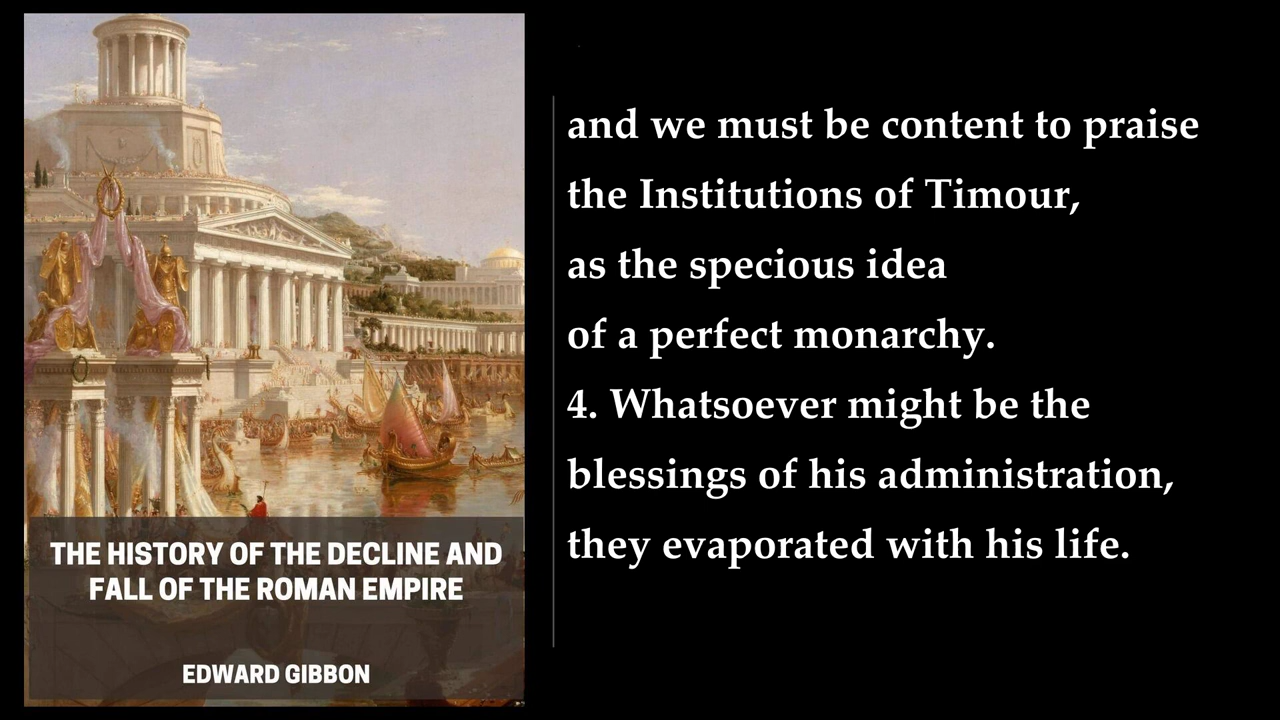 THE HISTORY OF THE DECLINE AND
FALL OF THE ROMAN EMPIRE
EDWARD GIBBON
and we must be content to praise
the Institutions of Timour,
as the specious idea
of a perfect monarchy.
4. Whatsoever might be the
blessings of his administration,
they evaporated with his life.